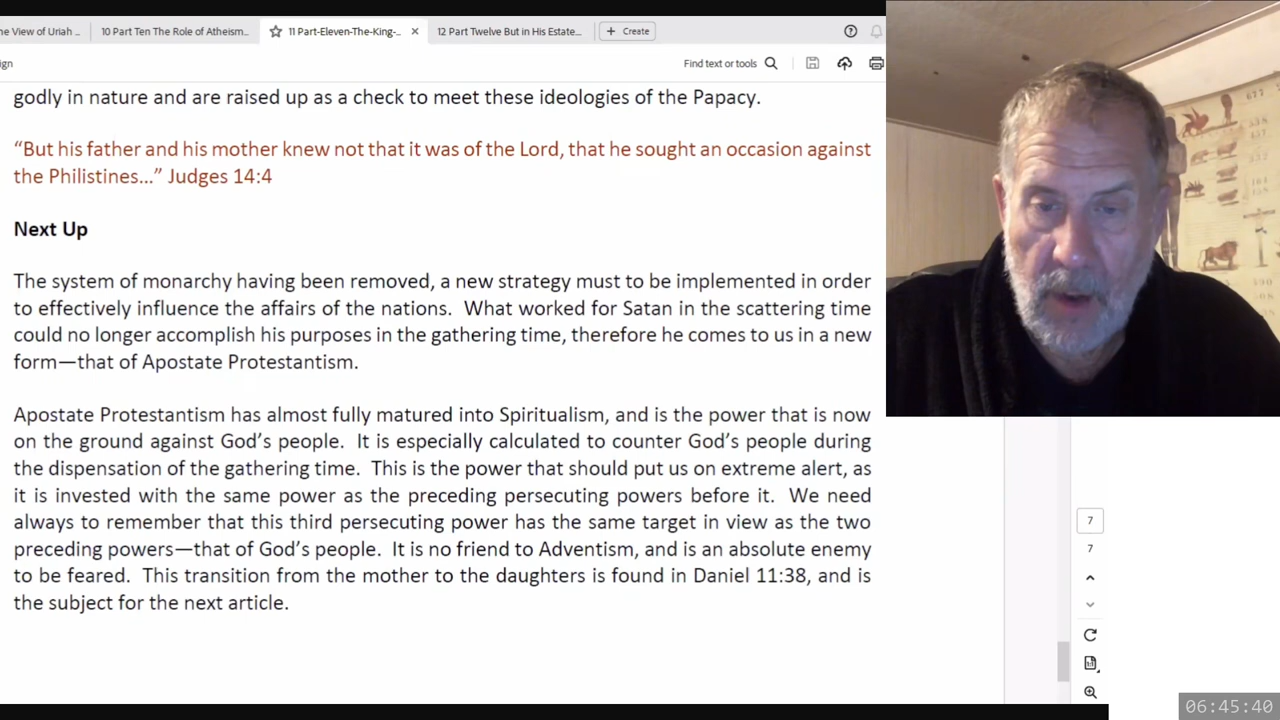 he View of Uriah ...
10 Part Ten The Role of Atheism...
11 Part-Eleven-The-King-...
12 Part Twelve But in His Estate...
+ Create
ign
Find text or tools
godly in nature and are raised up as a check to meet these ideologies of the Papacy.
“But his father and his mother knew not that it was of the Lord, that he sought an occasion against
the Philistines…” Judges 14:4
Next Up
The system of monarchy having been removed, a new strategy must to be implemented in order
to effectively influence the affairs of the nations. What worked for Satan in the scattering time
could no longer accomplish his purposes in the gathering time, therefore he comes to us in a new
form—that of Apostate Protestantism.
Apostate Protestantism has almost fully matured into Spiritualism, and is the power that is now
on the ground against God’s people. It is especially calculated to counter God’s people during
the dispensation of the gathering time. This is the power that should put us on extreme alert, as
it is invested with the same power as the preceding persecuting powers before it. We need
always to remember that this third persecuting power has the same target in view as the two
preceding powers—that of God’s people. It is no friend to Adventism, and is an absolute enemy
to be feared. This transition from the mother to the daughters is found in Daniel 11:38, and is
the subject for the next article.
7
7
677
06:45:40